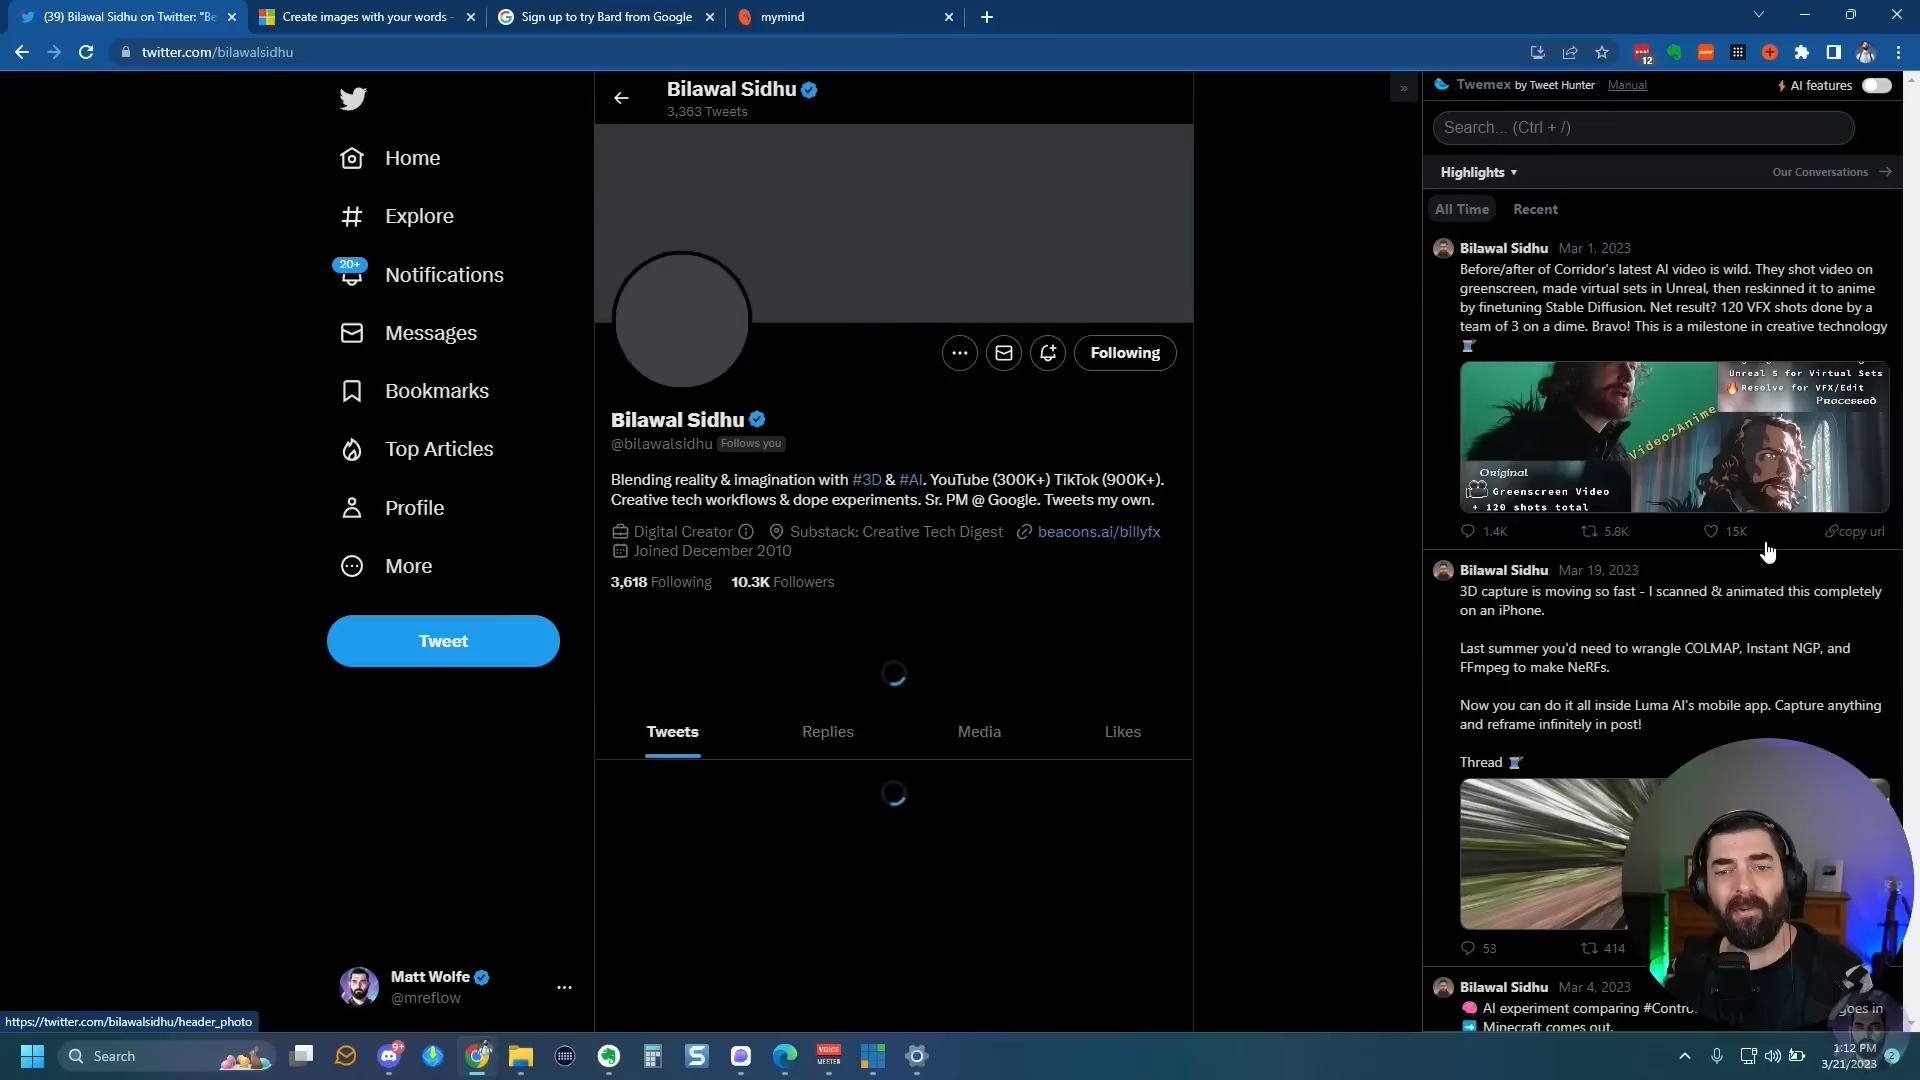 (39) Bilawal Sidhu on Twitter: "Be
Create images with your words -
Sign up to try Bard from Google
mymind
twitter.com/bilawalsidhu
12
Bilawal Sidhu
3,363 Tweets
Home
Explore
20+
Notifications
Messages
Bookmarks
Top Articles
Profile
More
Tweet
Following
Bilawal Sidhu
@bilawalsidhu Follows you
Blending reality & imagination with #3D & #AI. YouTube (300K+) TikTok (900K+).
Creative tech workflows & dope experiments. Sr. PM @ Google. Tweets my own.
Digital Creator Substack: Creative Tech Digest beacons.ai/billyfx
Joined December 2010
3,618 Following 10.3K Followers
Tweets Replies Media Likes
Matt Wolfe
@mreflow
https://twitter.com/bilawalsidhu/header_photo
Twemex by Tweet Hunter Manual
AI features
Search... (Ctrl + /)
Highlights
Our Conversations
All Time Recent
Bilawal Sidhu Mar 1, 2023
Before/after of Corridor's latest AI video is wild. They shot video on
greenscreen, made virtual sets in Unreal, then reskinned it to anime
by finetuning Stable Diffusion. Net result? 120 VFX shots done by a
team of 3 on a dime. Bravo! This is a milestone in creative technology
Unreal 5 for Virtual Sets
Resolve for VFX/Edit
Processed
Video2Anime
Original
Greenscreen Video
+ 120 shots total
1.4K 5.8K 15K copy url
Bilawal Sidhu Mar 19, 2023
3D capture is moving so fast - I scanned & animated this completely
on an iPhone.
Last summer you'd need to wrangle COLMAP, Instant NGP, and
FFmpeg to make NeRFs.
Now you can do it all inside Luma AI's mobile app. Capture anything
and reframe infinitely in post!
Thread
53 414
Bilawal Sidhu Mar 4, 2023
AI experiment comparing #Contro goes in
Minecraft comes out.
Search
9+
VOICE
MEETER
1:12 PM
3/21/2023
2